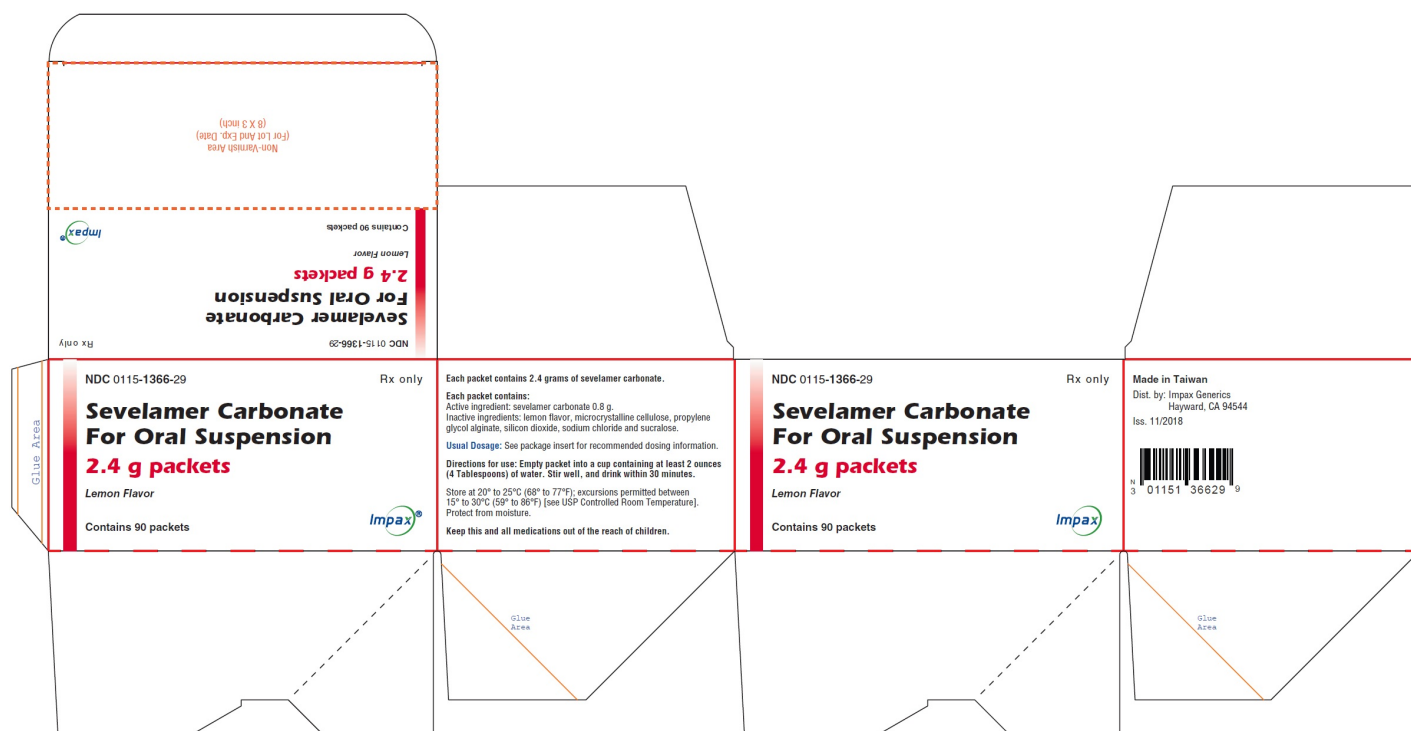 Non-Varnish Area
(For Lot And Exp. Date)
(8 X 3 inch)
NDC 0115-1366-29 Rx only
Sevelamer Carbonate
For Oral Suspension
2.4 g packets
Lemon Flavor
Contains 90 packets
Impax®
Glue Area
NDC 0115-1366-29 Rx only
Sevelamer Carbonate
For Oral Suspension
2.4 g packets
Lemon Flavor
Contains 90 packets
Impax®
Each packet contains 2.4 grams of sevelamer carbonate.
Each packet contains:
Active ingredient: sevelamer carbonate 0.8 g.
Inactive ingredients: lemon flavor, microcrystalline cellulose, propylene
glycol alginate, silicon dioxide, sodium chloride and sucralose.
Usual Dosage: See package insert for recommended dosing information.
Directions for use: Empty packet into a cup containing at least 2 ounces
(4 Tablespoons) of water. Stir well, and drink within 30 minutes.
Store at 20° to 25°C (68° to 77°F); excursions permitted between
15° to 30°C (59° to 86°F) [see USP Controlled Room Temperature].
Protect from moisture.
Keep this and all medications out of the reach of children.
Glue
Area
NDC 0115-1366-29 Rx only
Sevelamer Carbonate
For Oral Suspension
2.4 g packets
Lemon Flavor
Contains 90 packets
Impax®
Made in Taiwan
Dist. by: Impax Generics
Hayward, CA 94544
Iss. 11/2018
N
3 01151 36629 9
Glue
Area